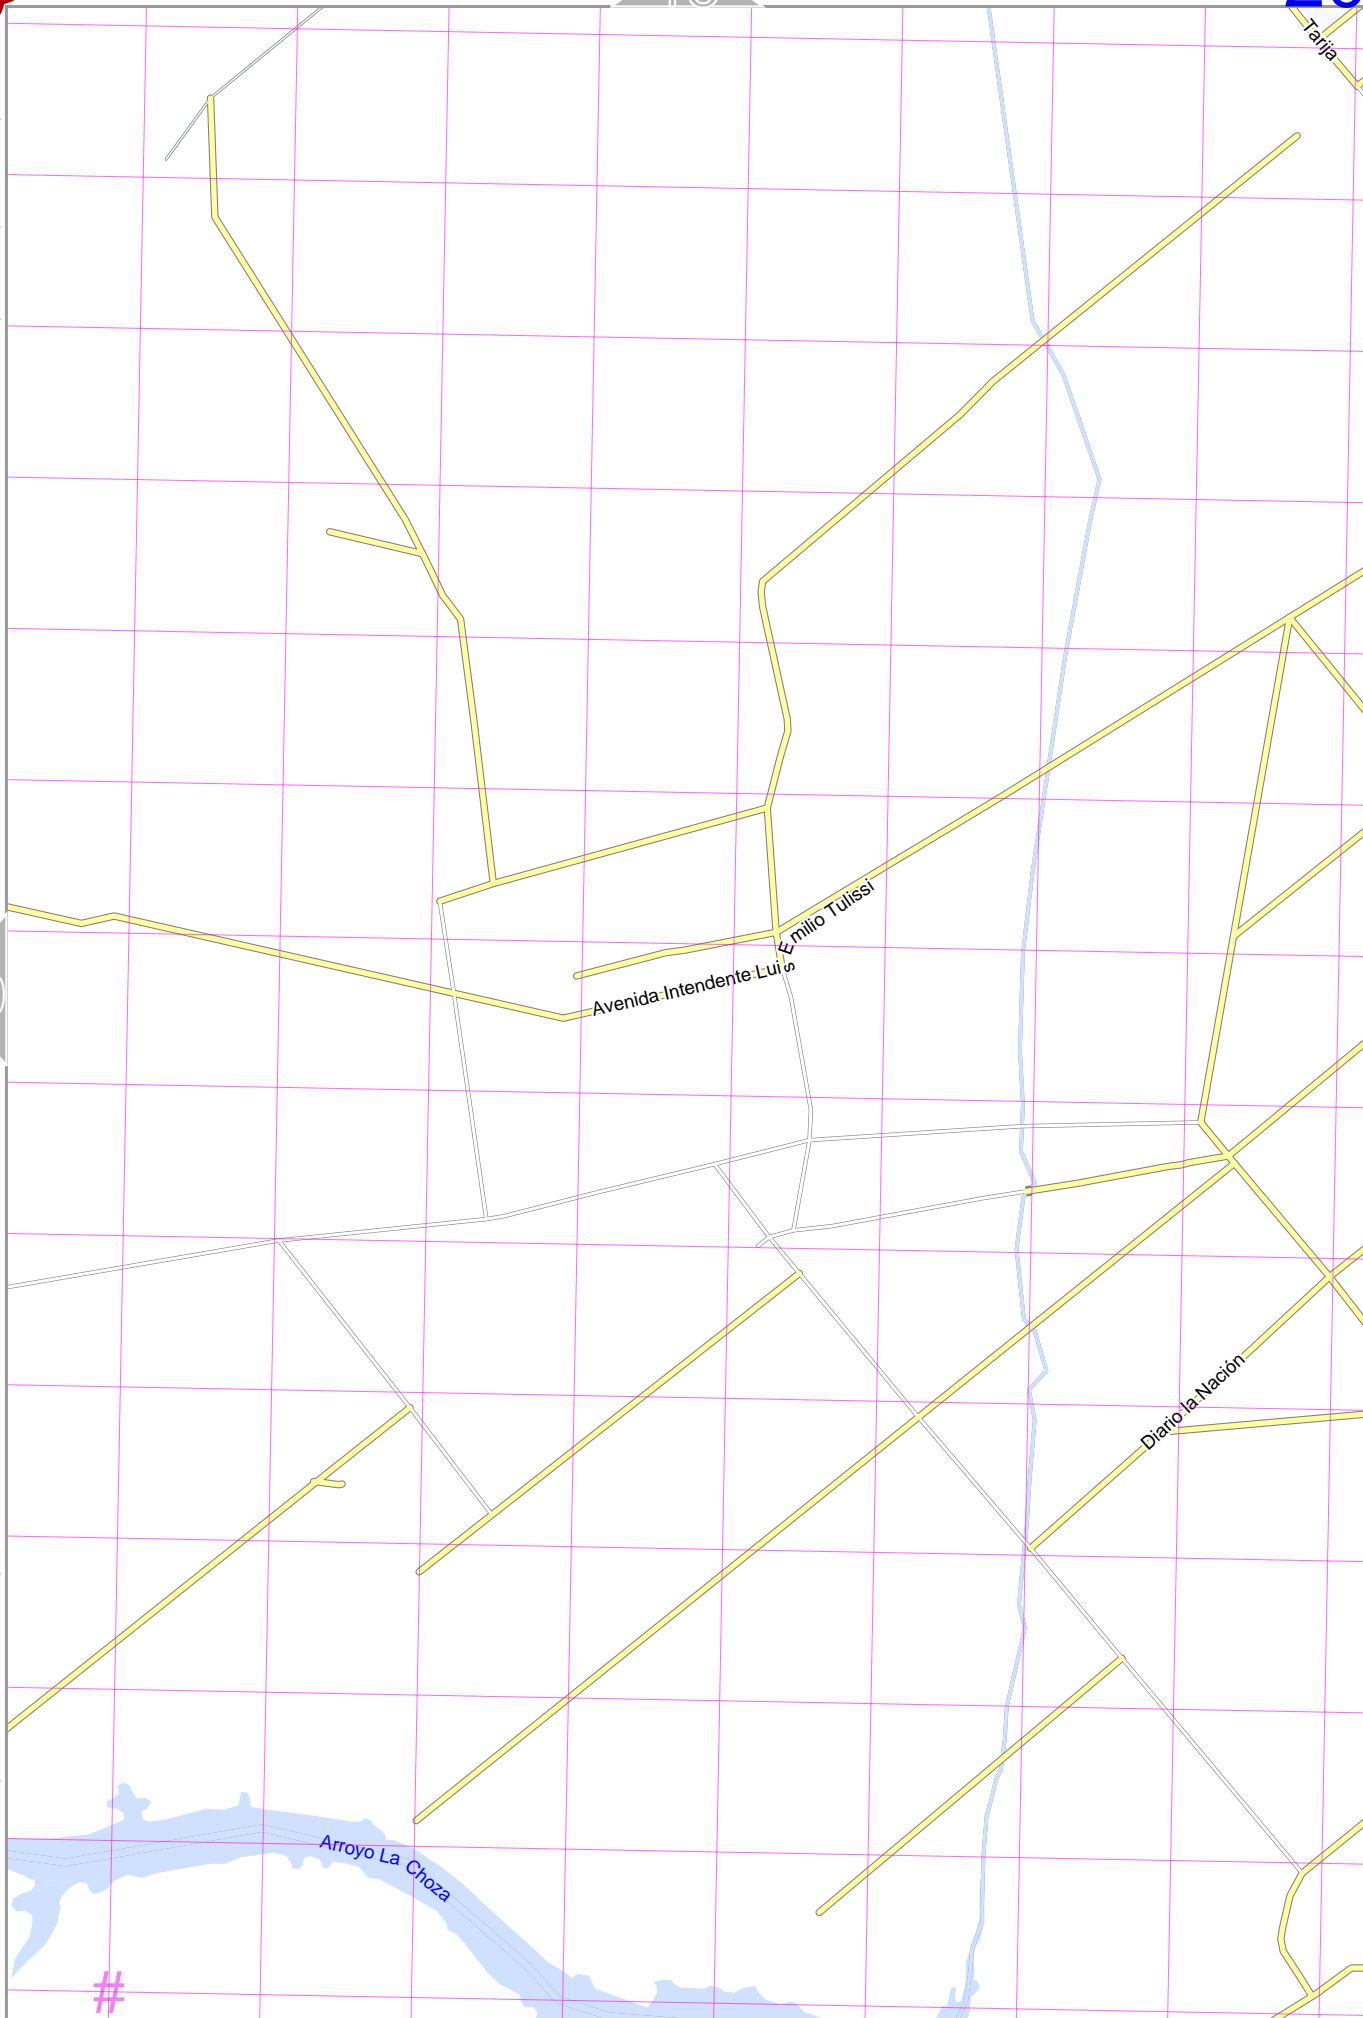 Tarija
Avenida Intendente Luis Emilio Tulissi
Diario la Nación
Arroyo La Choza
#